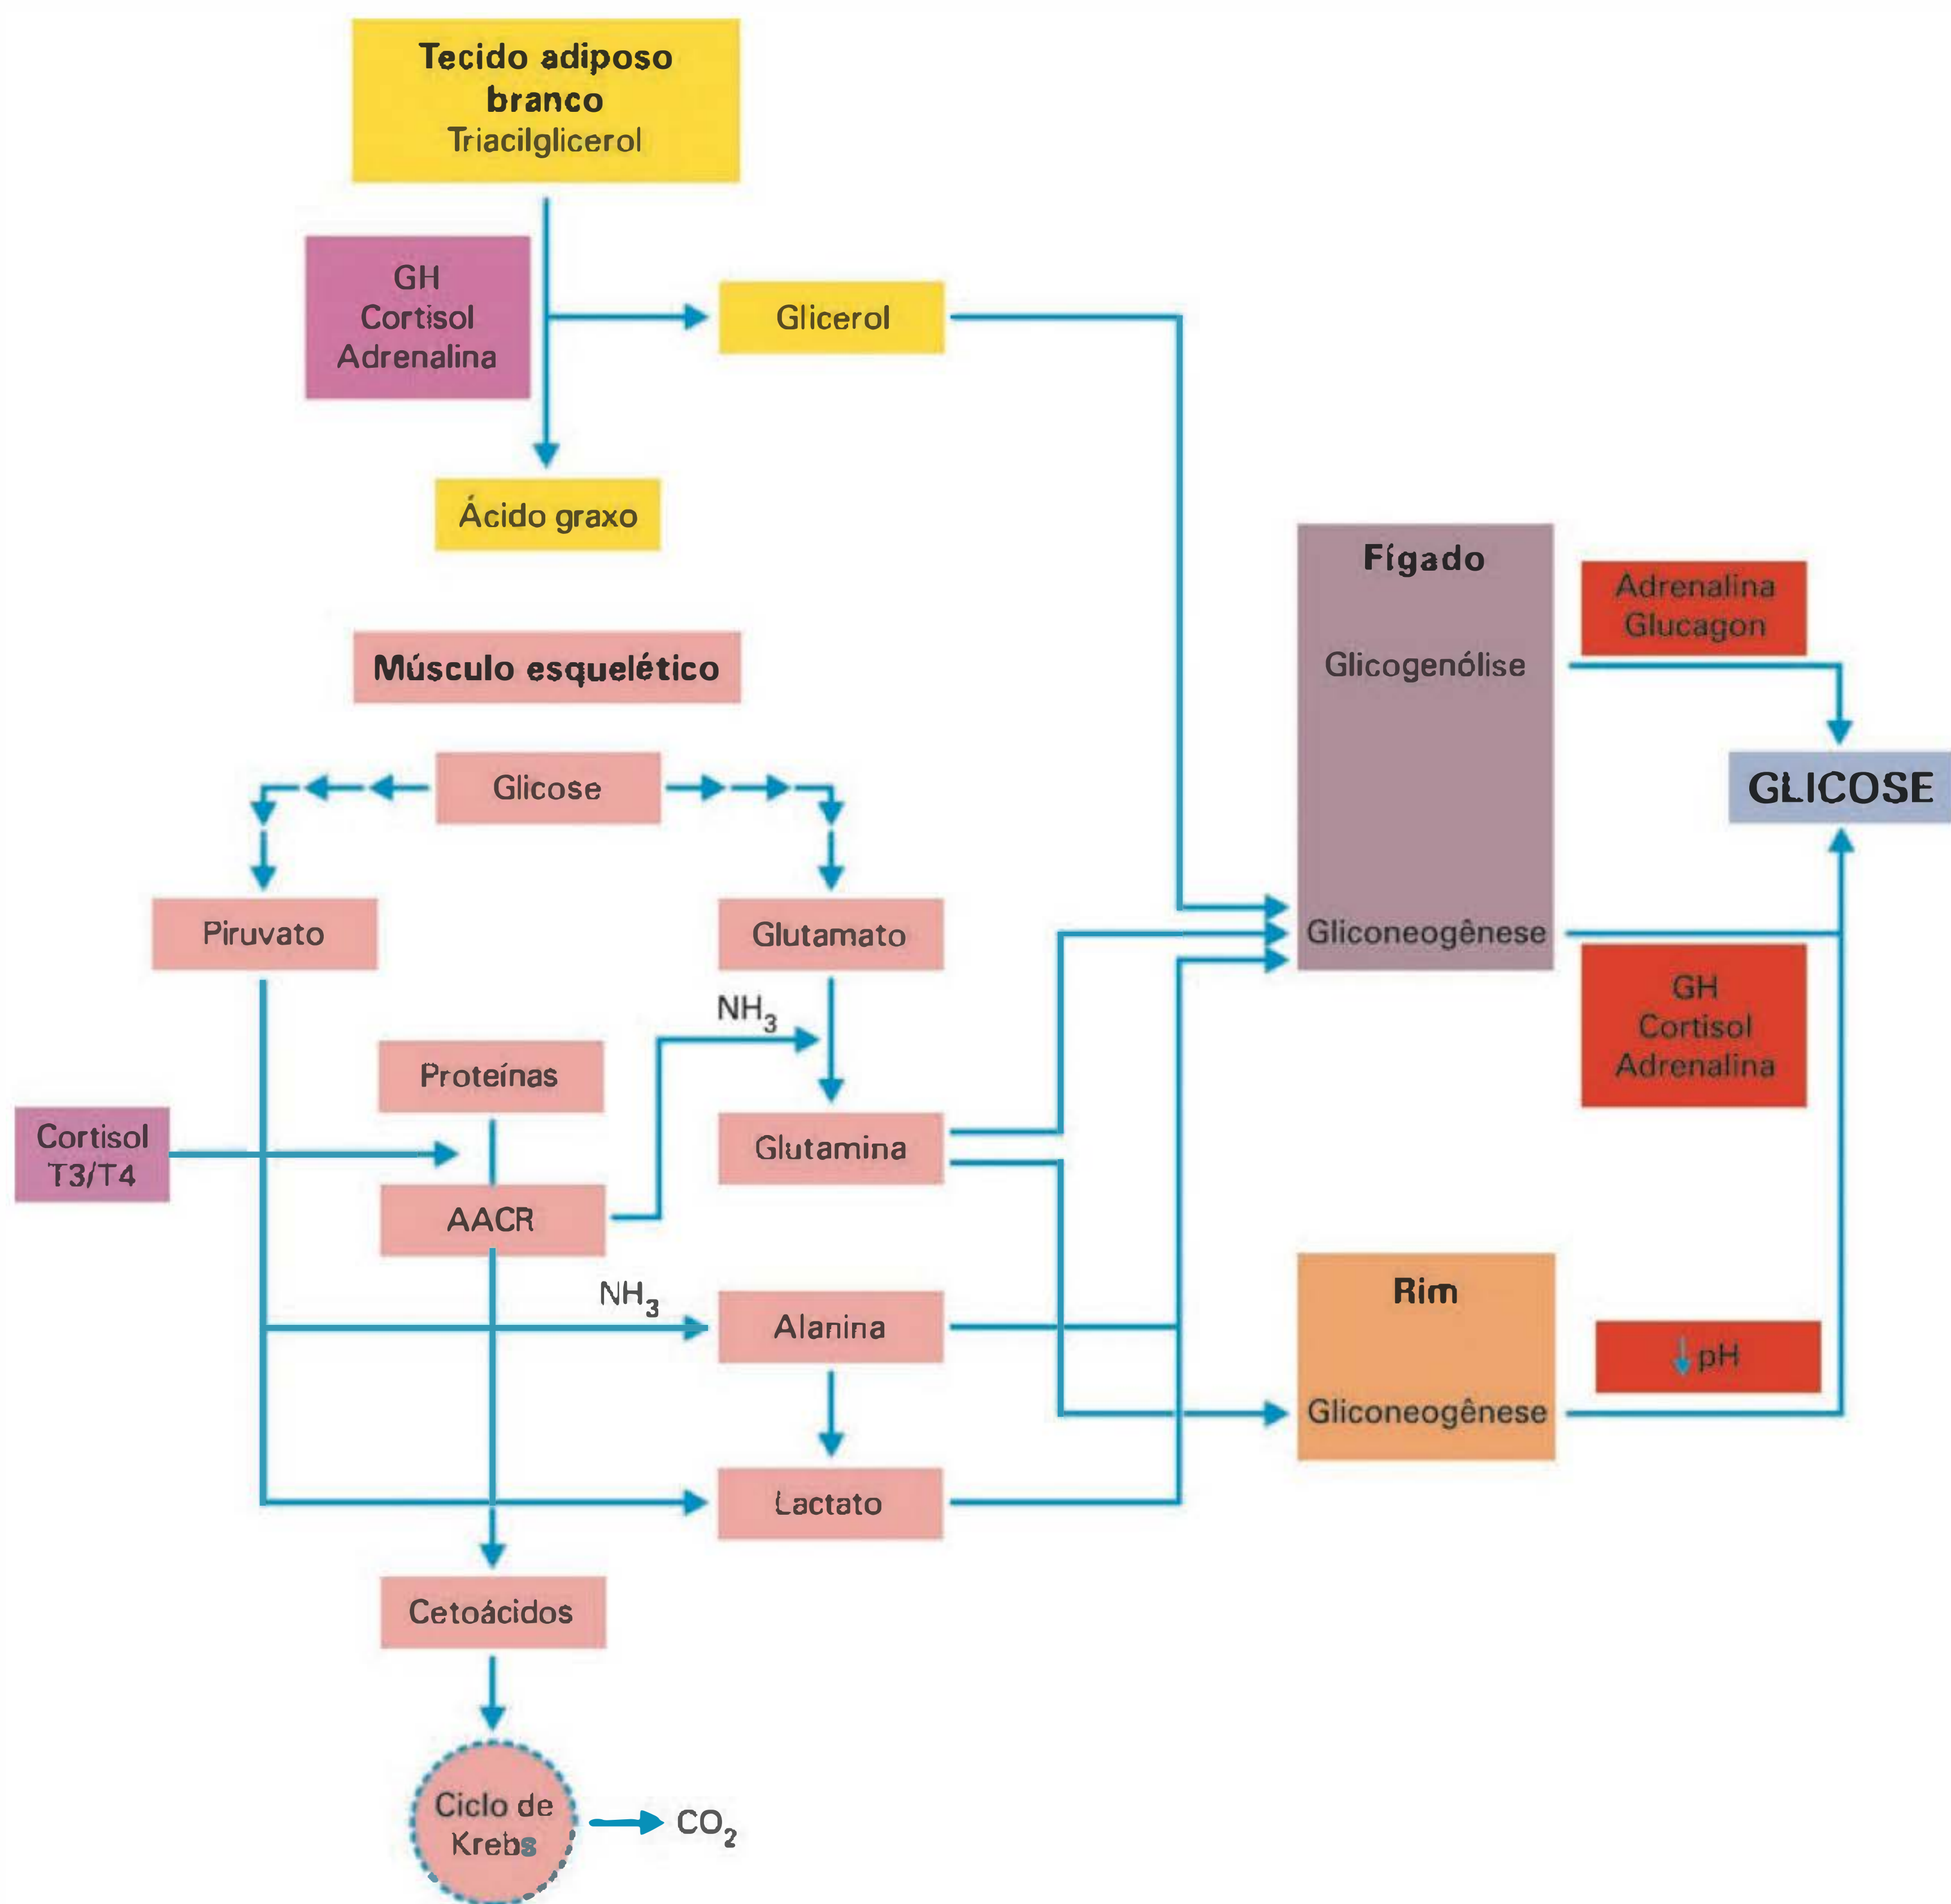 Tecido adiposo
branco
Triacilglicerol
GH
Cortisol
Adrenalina
Glicerol
Ácido graxo
Músculo esquelético
Glicose
Piruvato
Glutamato
NH₃
Proteínas
Cortisol
T3/T4
AACR
Glutamina
NH₃
Alanina
Lactato
Cetoácidos
Ciclo de
Krebs
CO₂
Fígado
Glicogenólise
Gliconeogênese
Adrenalina
Glucagon
GLICOSE
GH
Cortisol
Adrenalina
Rim
Gliconeogênese
↓ pH